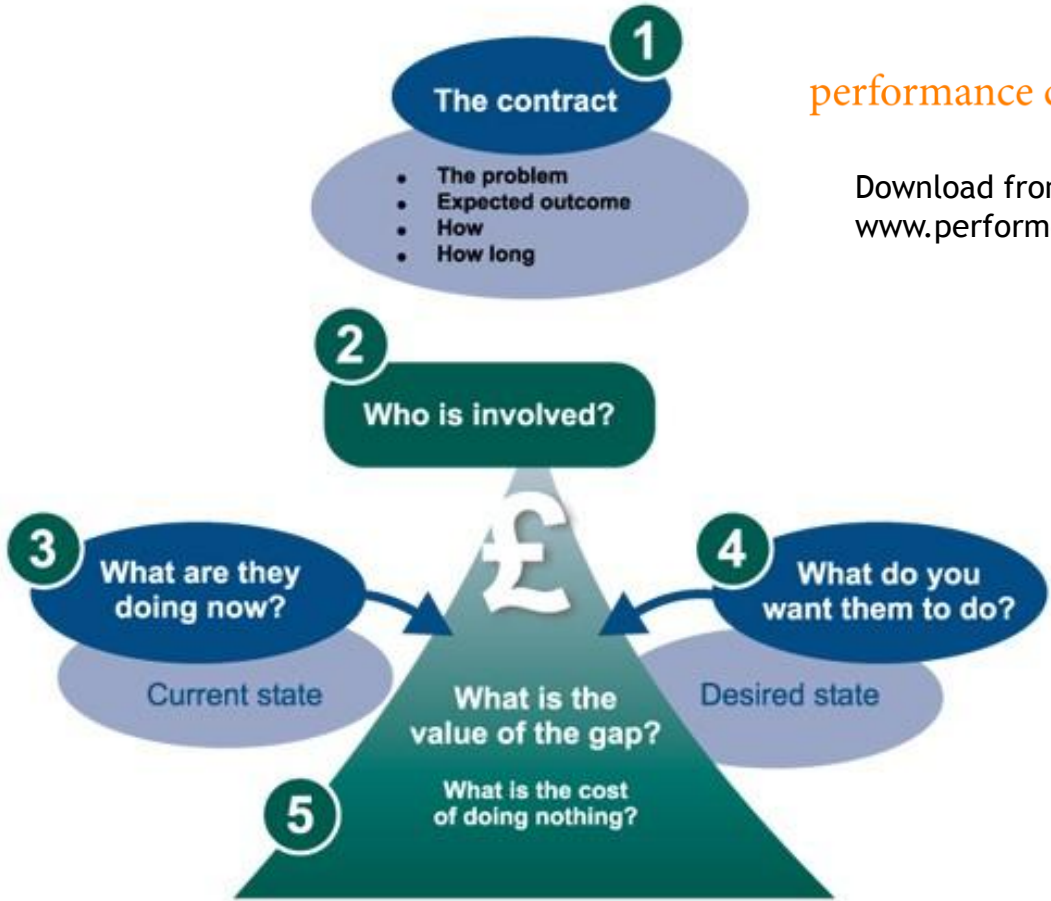 1
The contract
• The problem
• Expected outcome
• How
• How long
performance
Download
www.perform
2
Who is involved?
£
3
What are they
doing now?
Current state
4
What do you
want them to do?
Desired state
What is the
value of the gap?
What is the cost
of doing nothing?
5